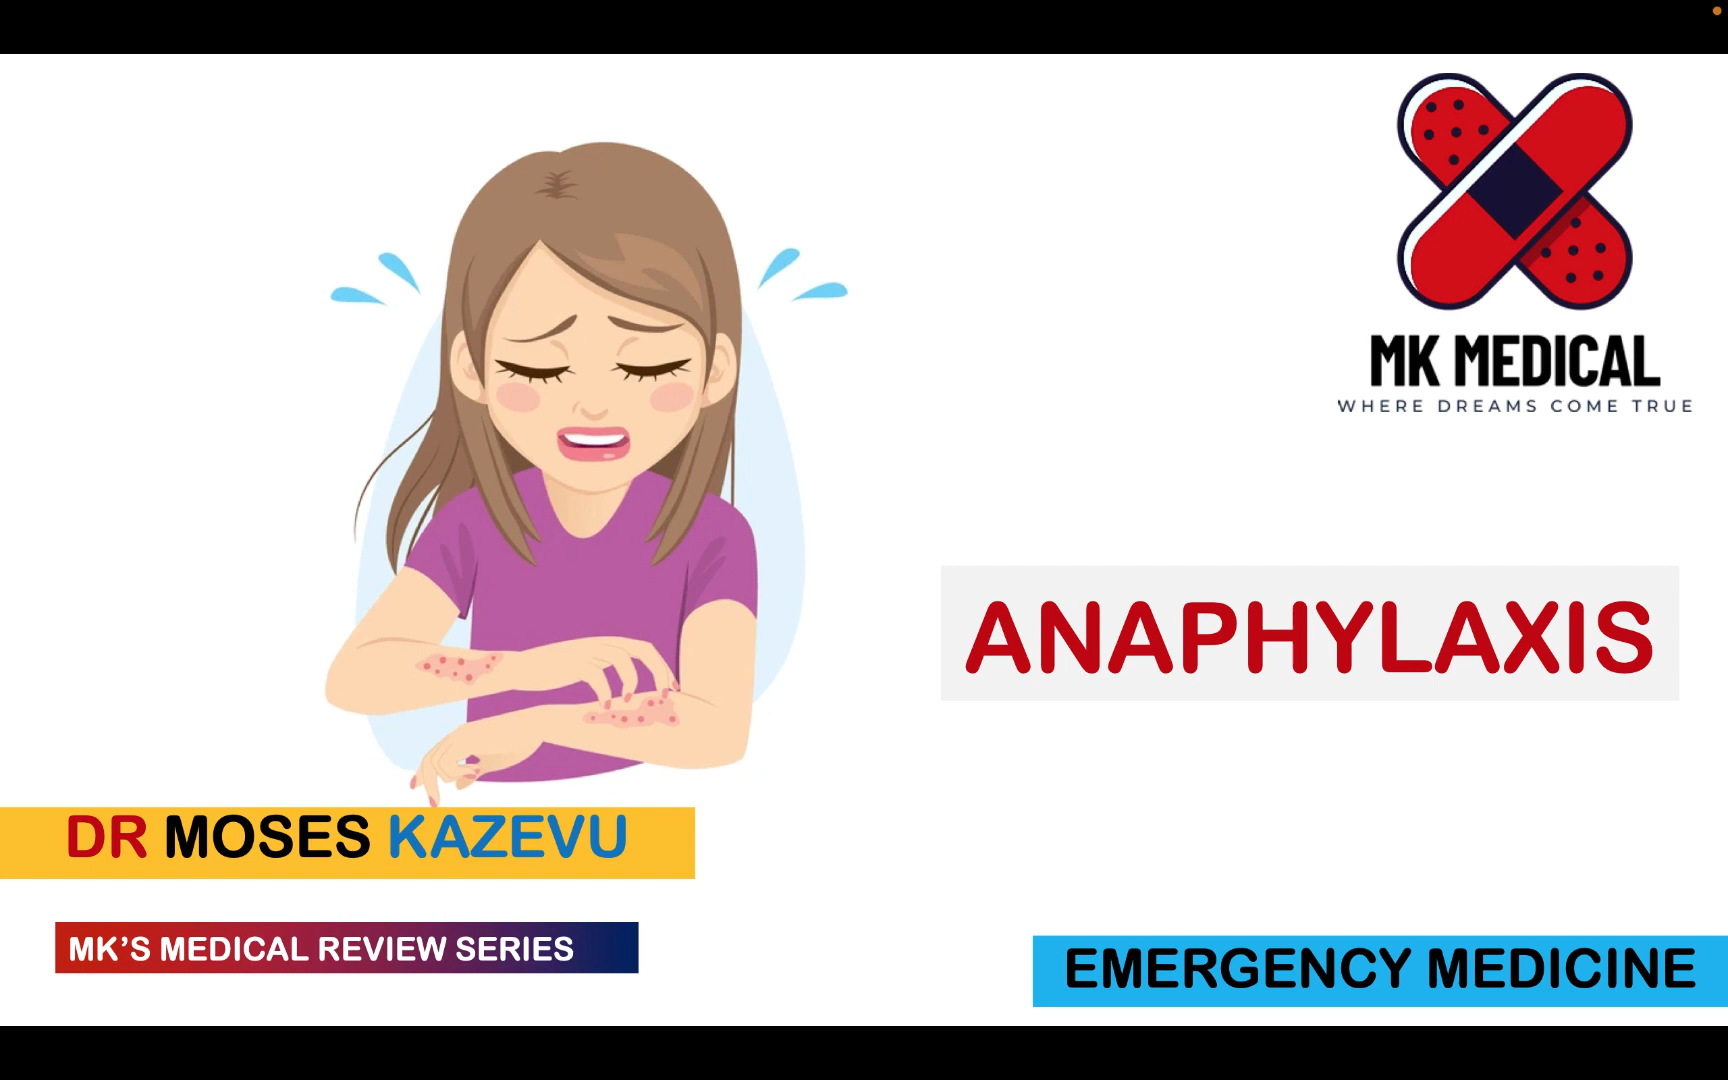 MK MEDICAL
WHERE DREAMS COME TRUE
ANAPHYLAXIS
DR MOSES KAZEVU
MK’S MEDICAL REVIEW SERIES
EMERGENCY MEDICINE